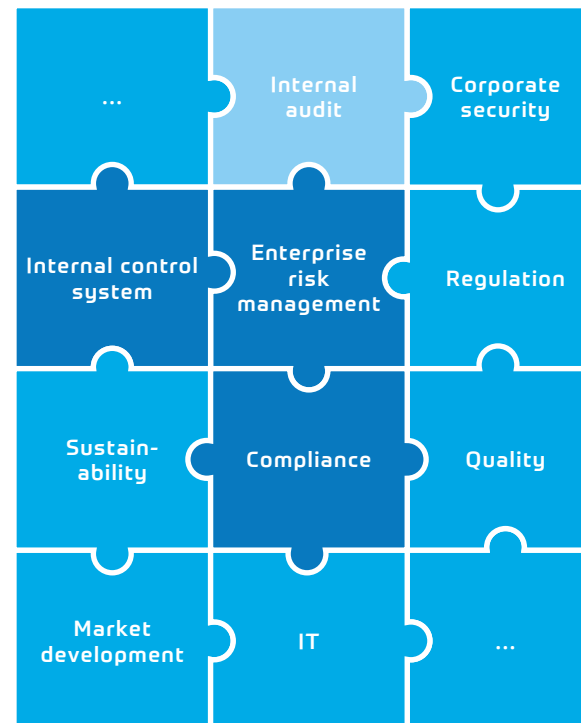 ...
Internal
audit
Corporate
security
Internal control
system
Enterprise
risk
management
Regulation
Sustain-
ability
Compliance
Quality
Market
development
IT
...